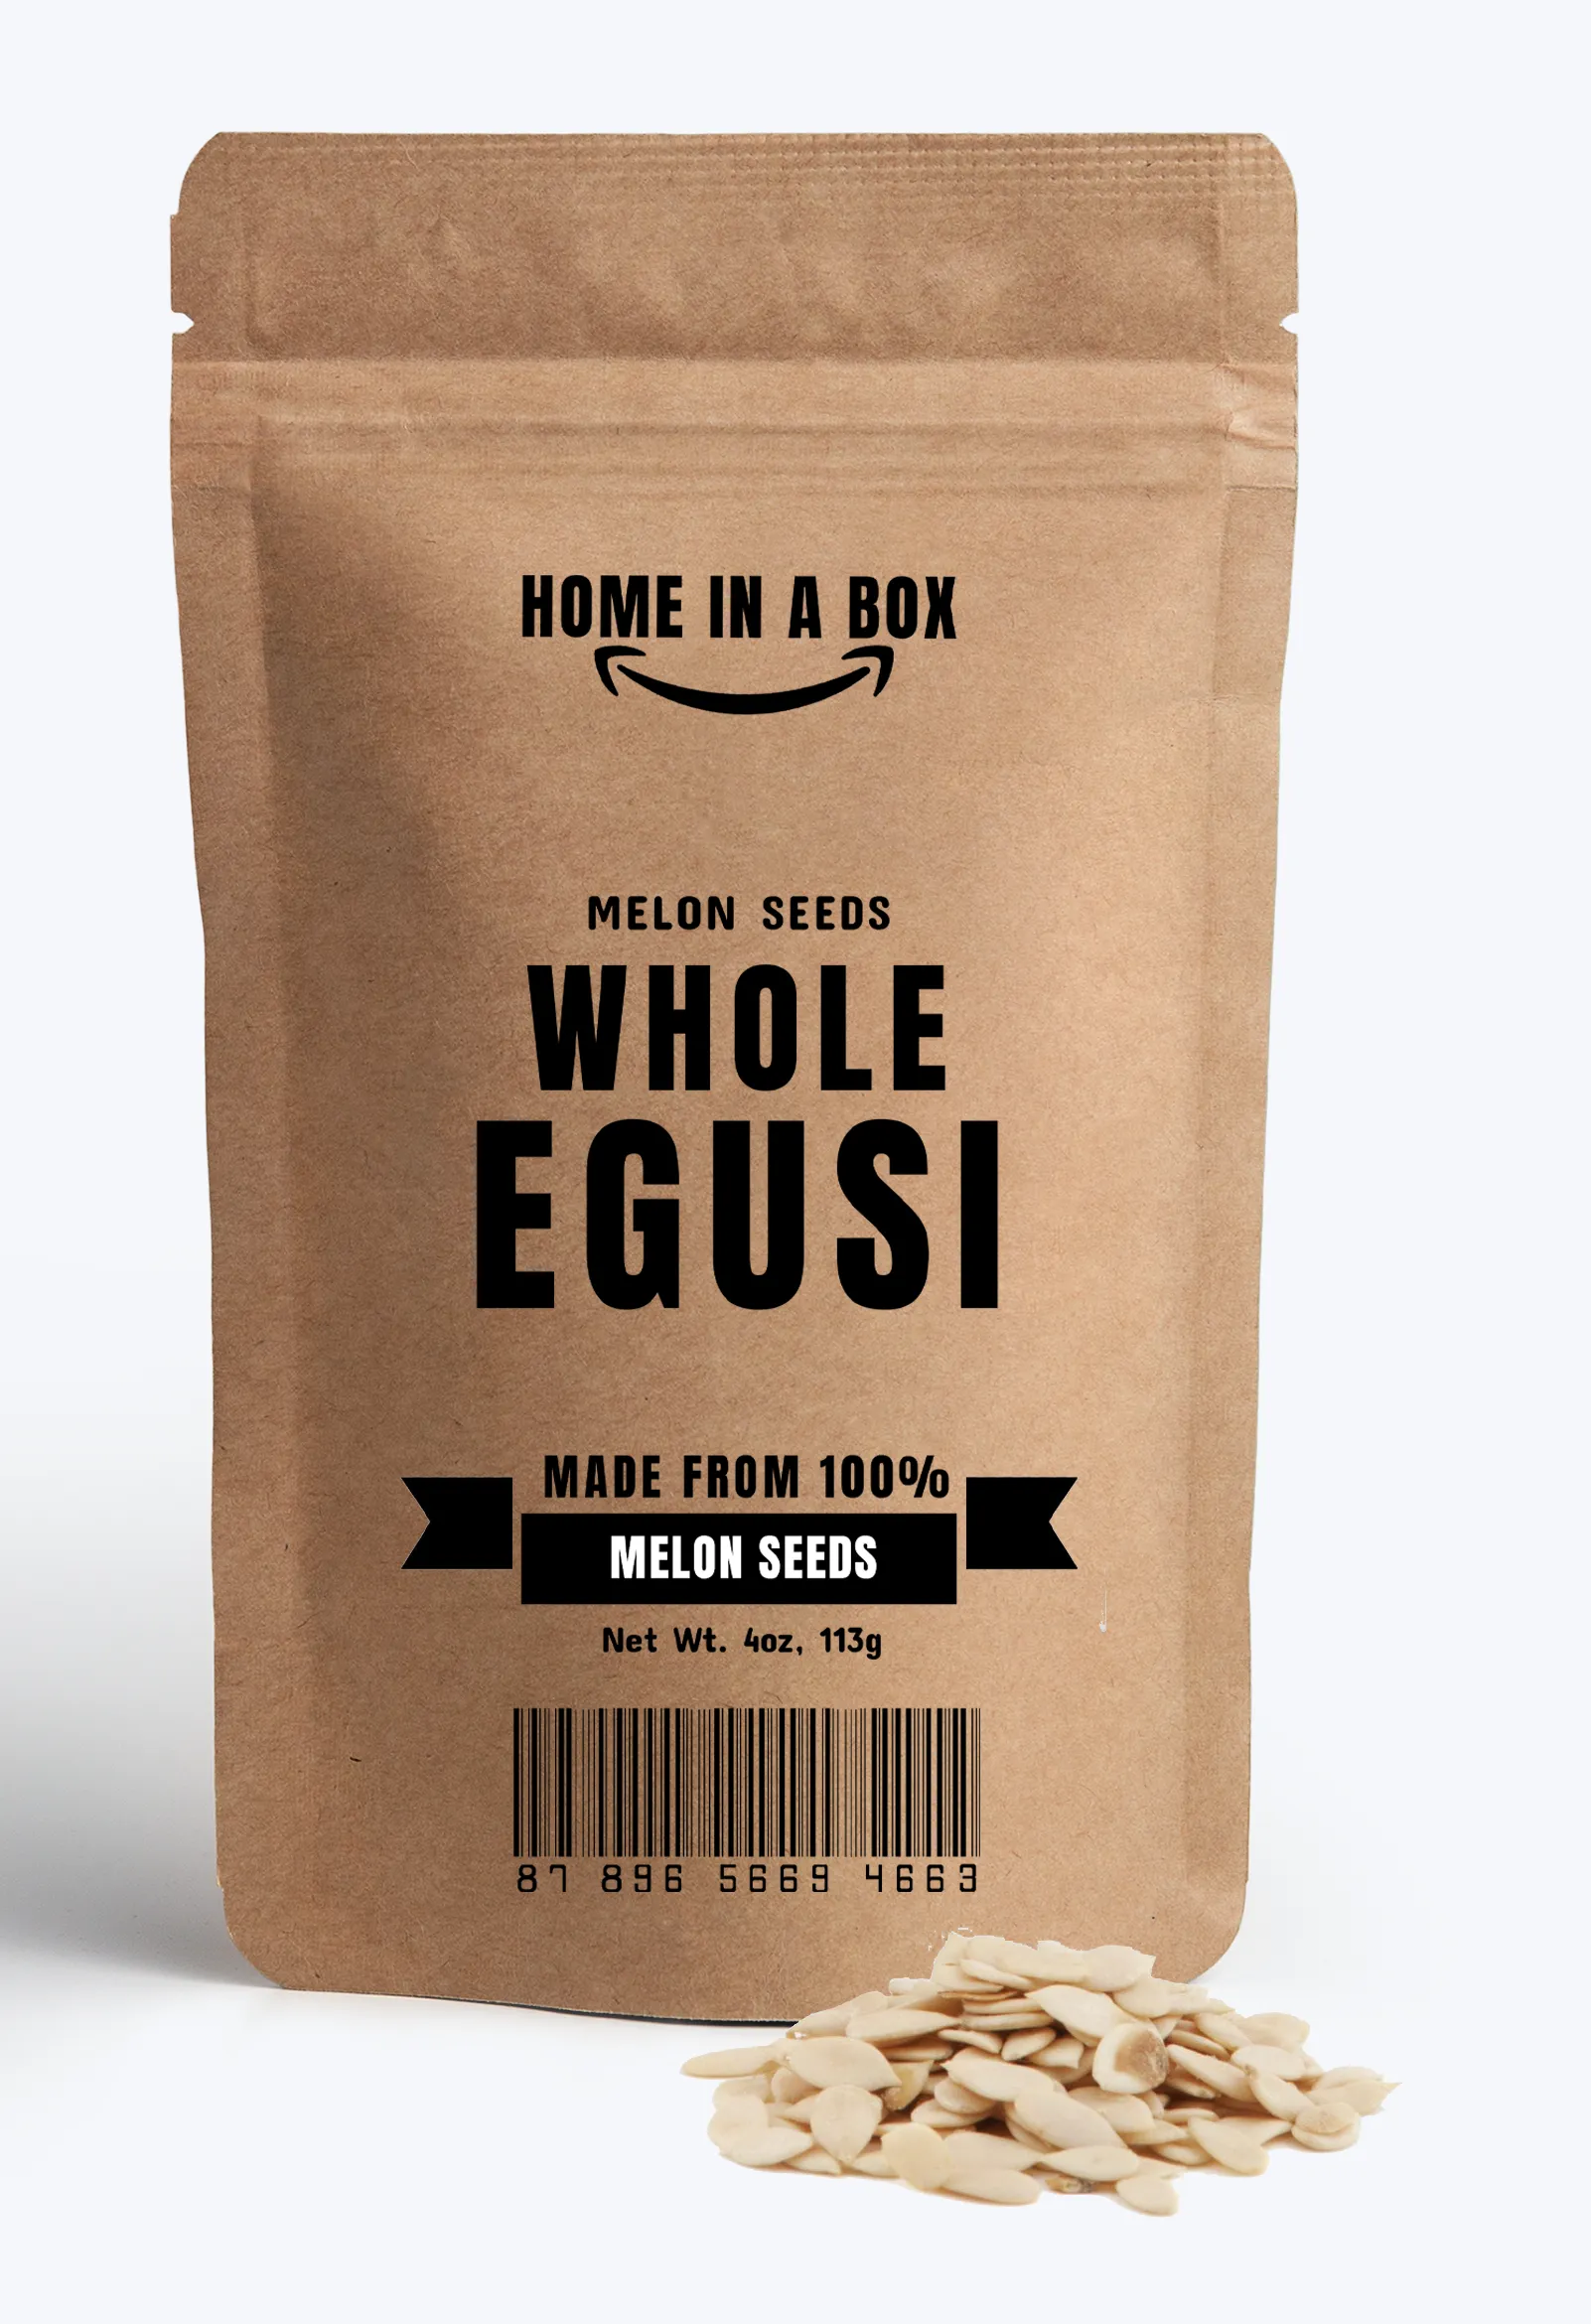 HOME IN A BOX
MELON SEEDS
WHOLE
EGUSI
MADE FROM 100%
MELON SEEDS
Net Wt. 4oz, 113g
87 896 5669 4663